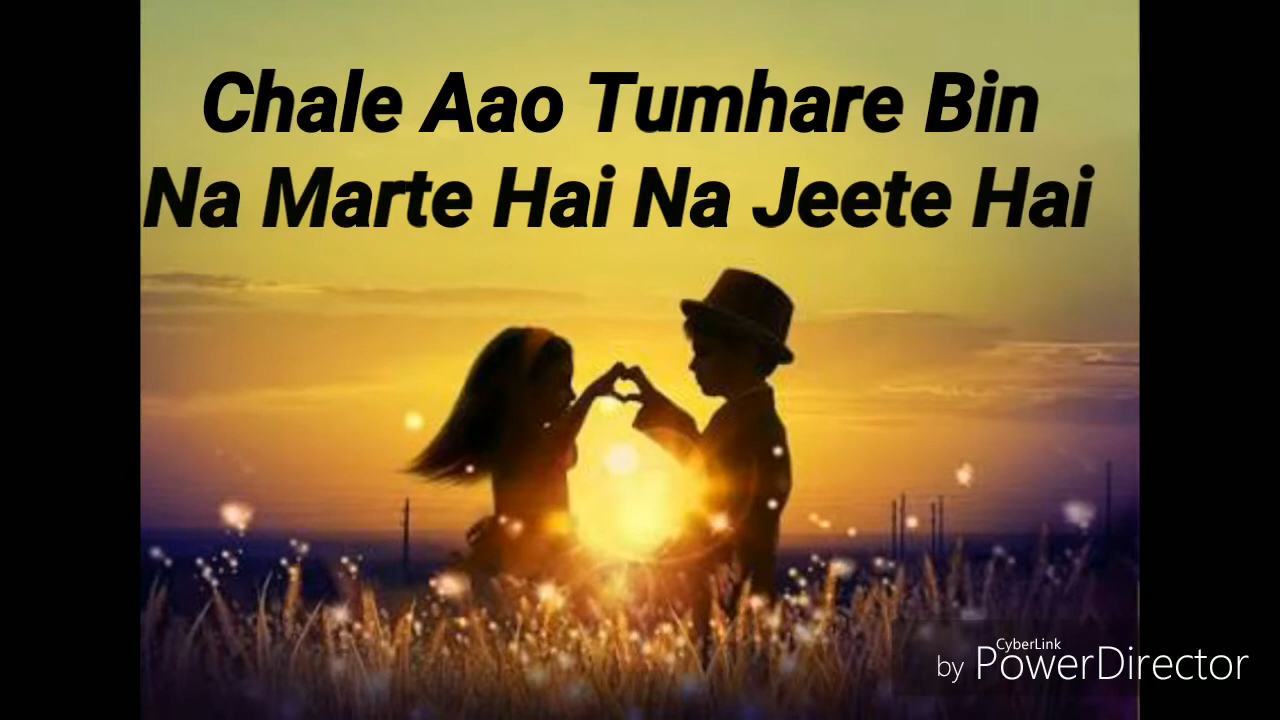 Chale Aao Tumhare Bin
Na Marte Hai Na Jeete Hai
CyberLink
by PowerDirector